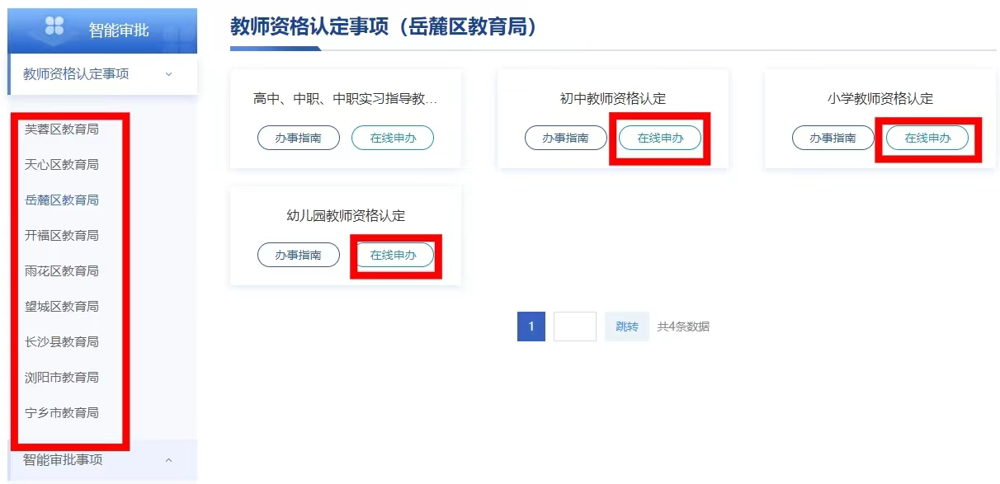 智能审批
教师资格认定事项
芙蓉区教育局
天心区教育局
岳麓区教育局
开福区教育局
雨花区教育局
望城区教育局
长沙县教育局
浏阳市教育局
宁乡市教育局
智能审批事项
教师资格认定事项（岳麓区教育局）
高中、中职、中职实习指导教...
办事指南 在线申办
初中教师资格认定
办事指南 在线申办
小学教师资格认定
办事指南 在线申办
幼儿园教师资格认定
办事指南 在线申办
1 跳转 共4条数据